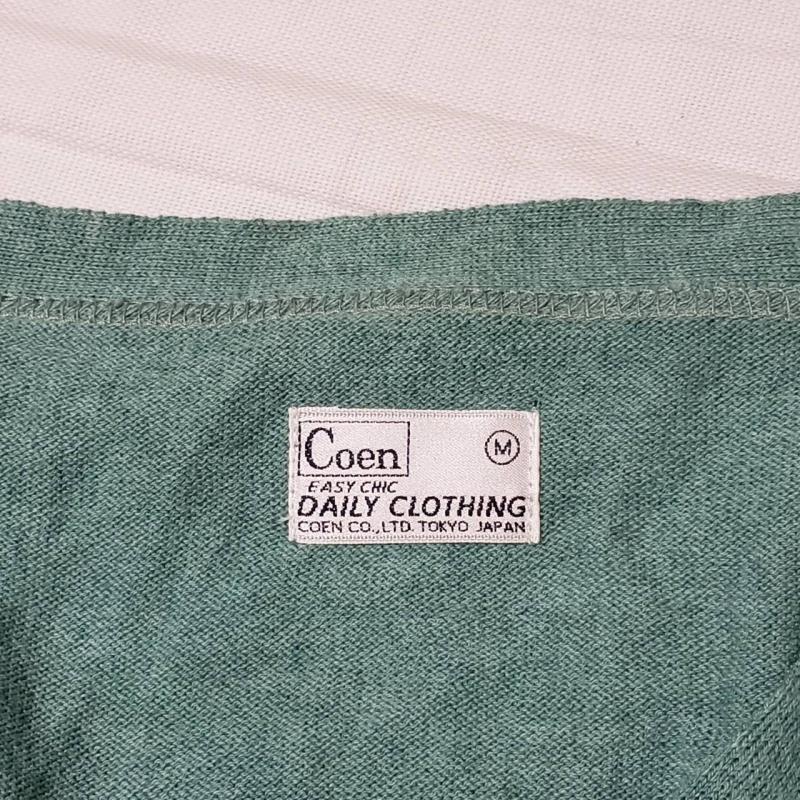 Coen
M
EASY CHIC
DAILY CLOTHING
COEN CO.,LTD. TOKYO JAPAN